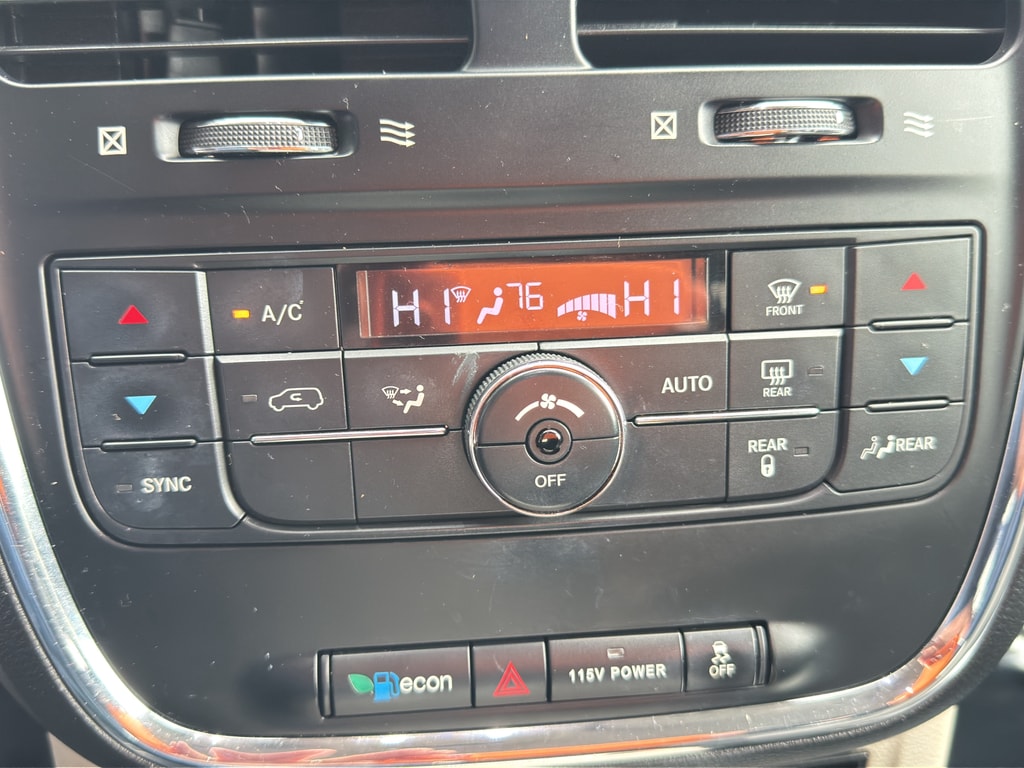 HI 76 HI
A/C
FRONT
AUTO
REAR
SYNC
OFF
REAR
REAR
econ
115V POWER
OFF